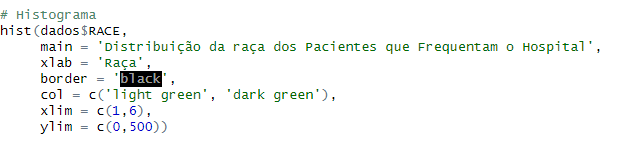 # Histograma
hist(dados$RACE,
     main = 'Distribuição da raça dos Pacientes que Frequentam o Hospital',
     xlab = 'Raça',
     border = 'black',
     col = c('light green', 'dark green'),
     xlim = c(1,6),
     ylim = c(0,500))